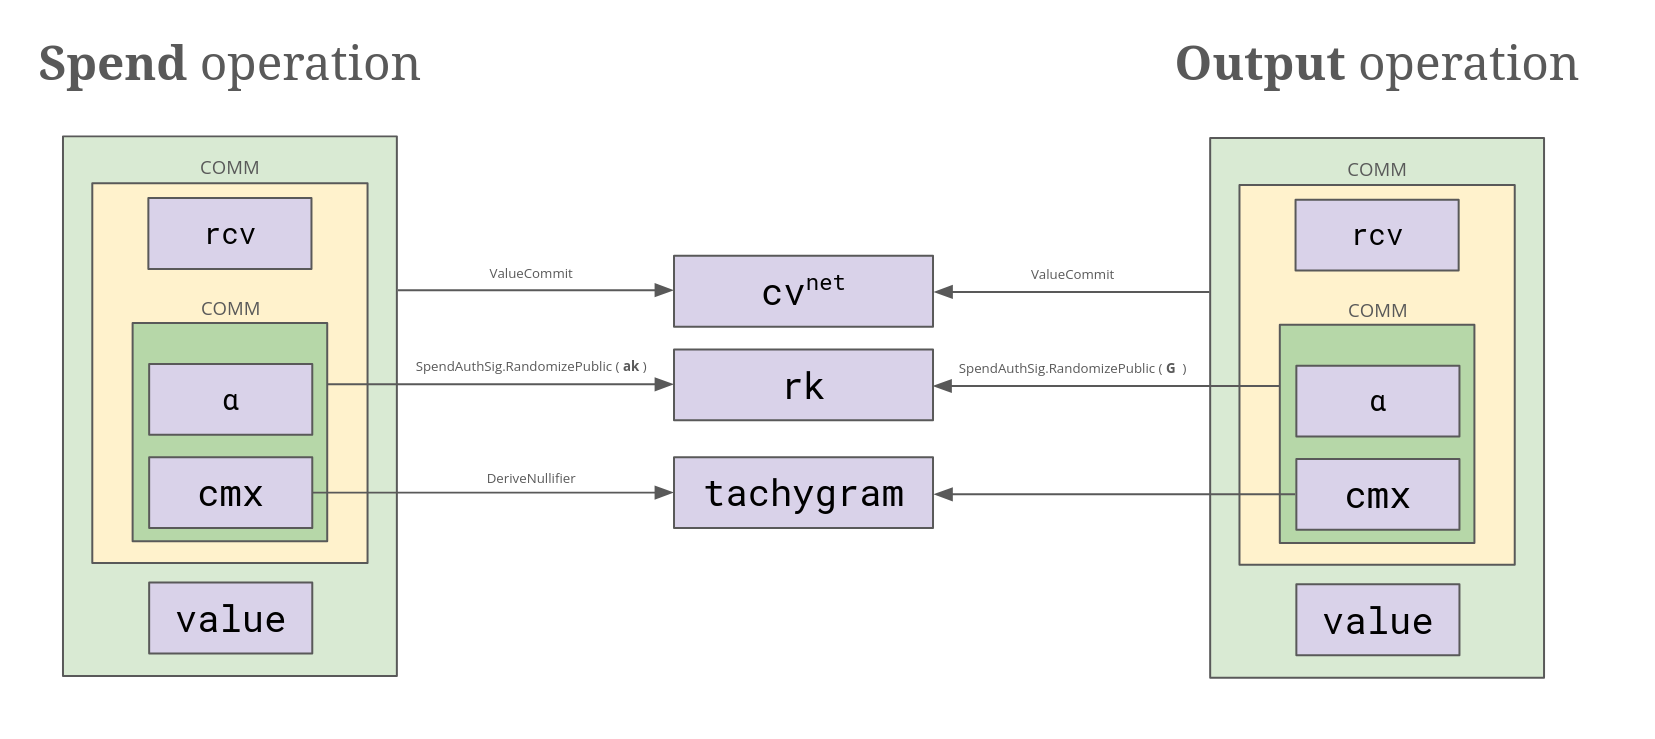 Spend operation
Output operation
COMM
rcv
COMM
α
cmx
value
ValueCommit
SpendAuthSig.RandomizePublic ( ak )
DeriveNullifier
cv^net
rk
tachygram
ValueCommit
SpendAuthSig.RandomizePublic ( G )
COMM
rcv
COMM
α
cmx
value